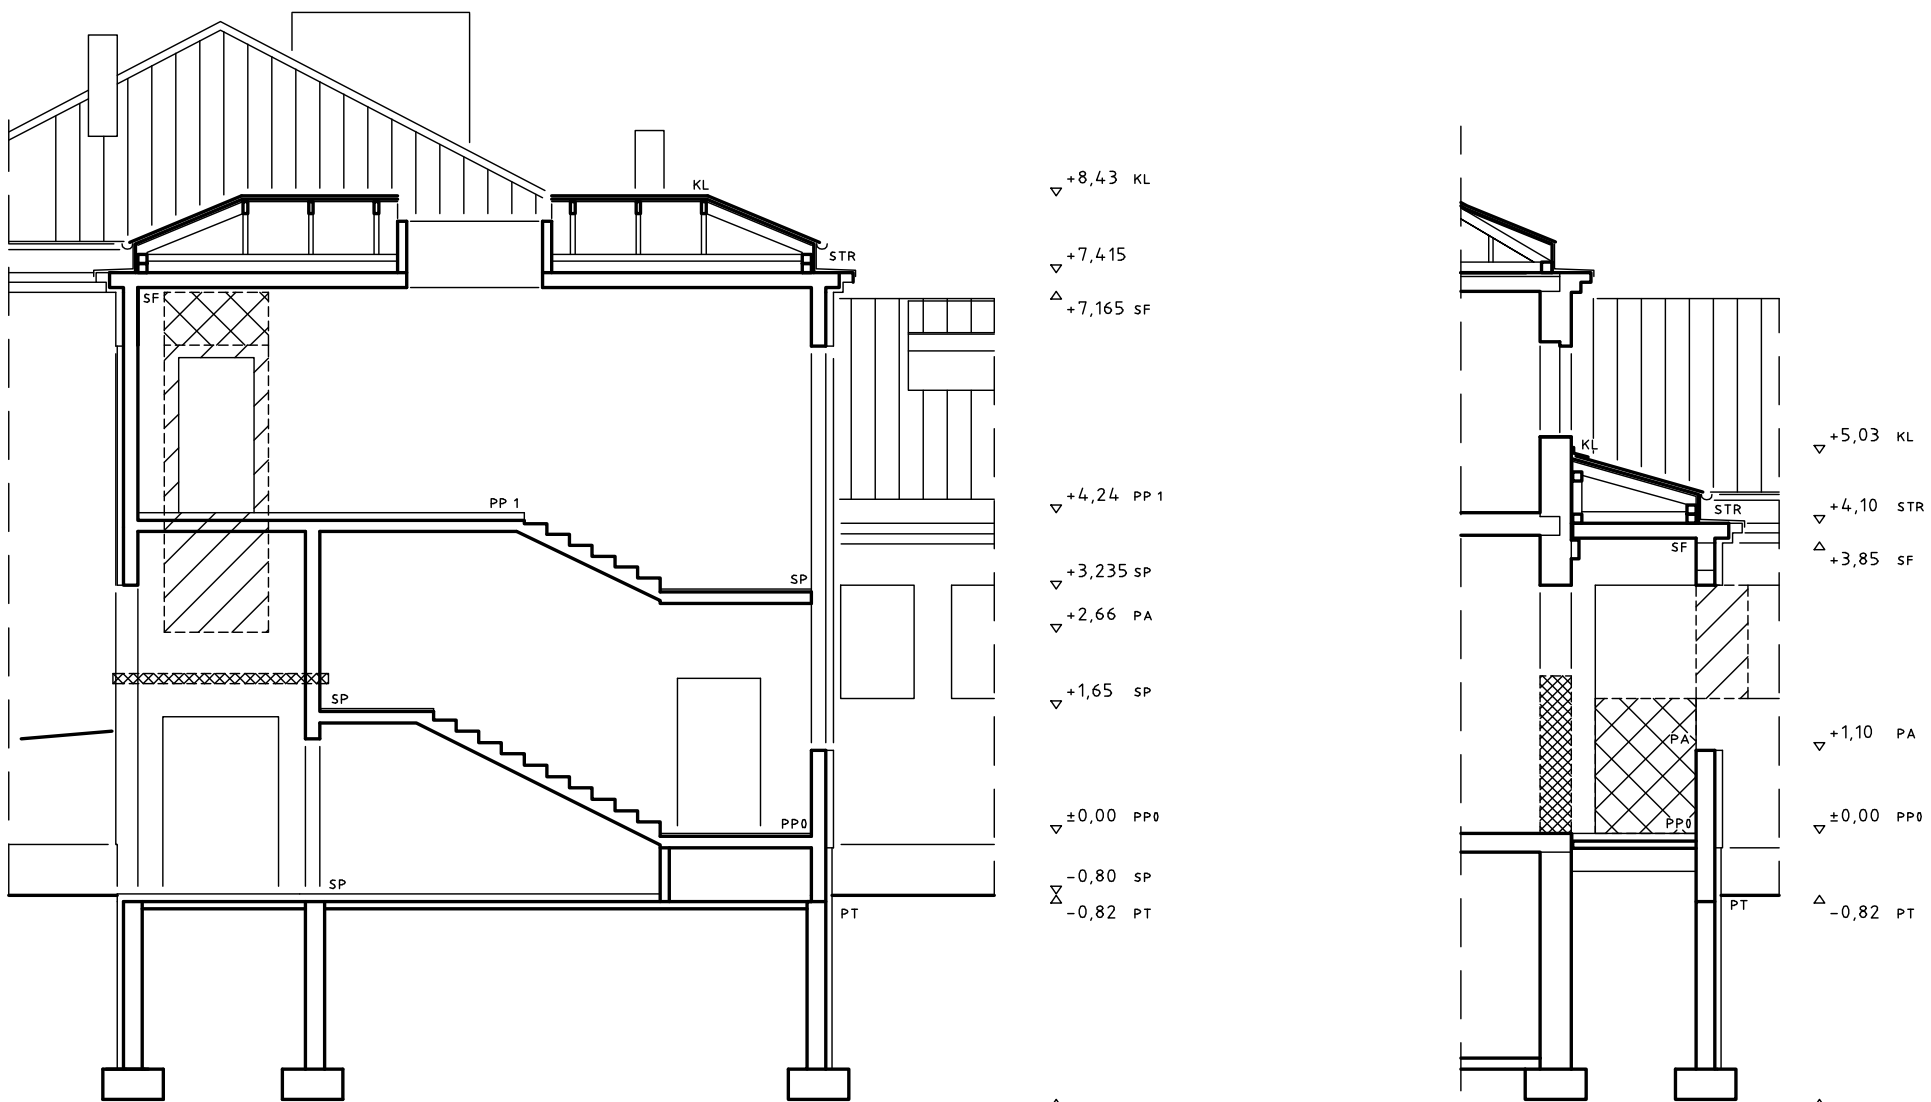 KL
STR
SF
PP 1
SP
SP
PP0
SP
PT
+8,43 KL
+7,415
+7,165 SF
+4,24 PP 1
+3,235 SP
+2,66 PA
+1,65 SP
±0,00 PP0
-0,80 SP
-0,82 PT
KL
STR
SF
PA
PP0
PT
+5,03 KL
+4,10 STR
+3,85 SF
+1,10 PA
±0,00 PP0
-0,82 PT